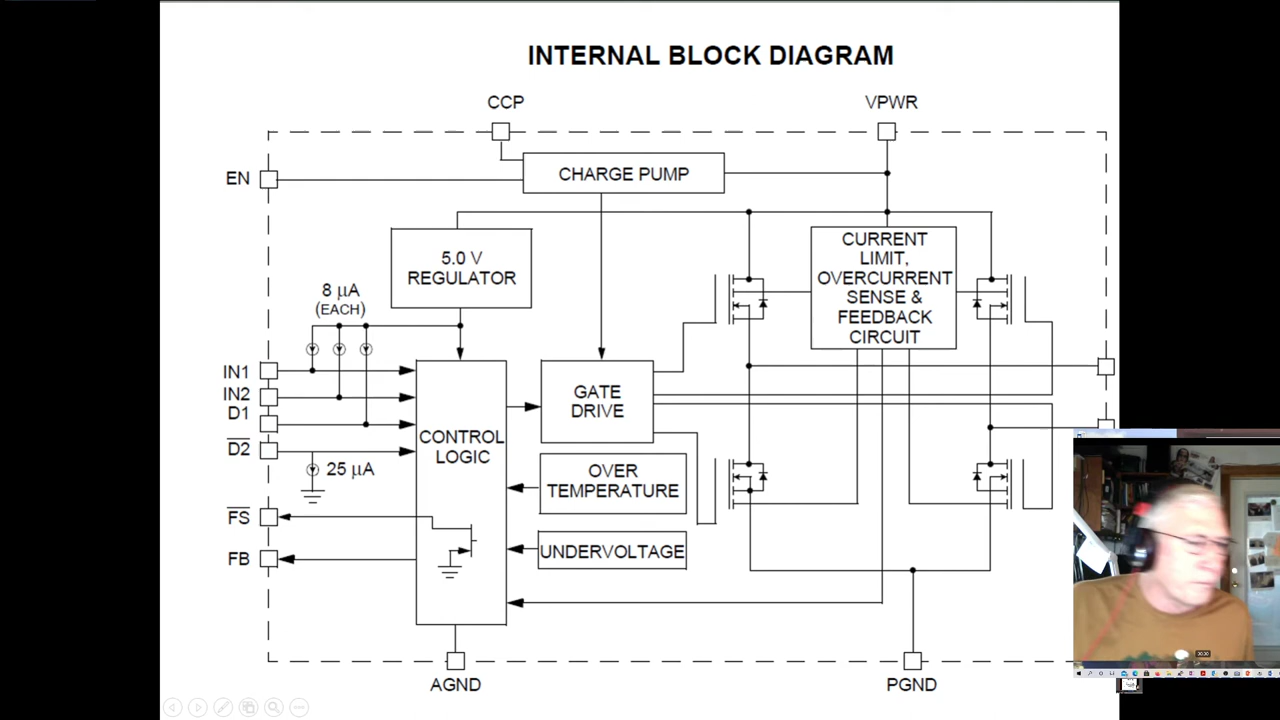 INTERNAL BLOCK DIAGRAM
CCP
VPWR
EN
CHARGE PUMP
5.0 V
REGULATOR
CURRENT
LIMIT,
OVERCURRENT
SENSE &
FEEDBACK
CIRCUIT
8 μA
(EACH)
IN1
IN2
D1
D2
25 μA
FS
FB
CONTROL
LOGIC
GATE
DRIVE
OVER
TEMPERATURE
UNDERVOLTAGE
AGND
PGND